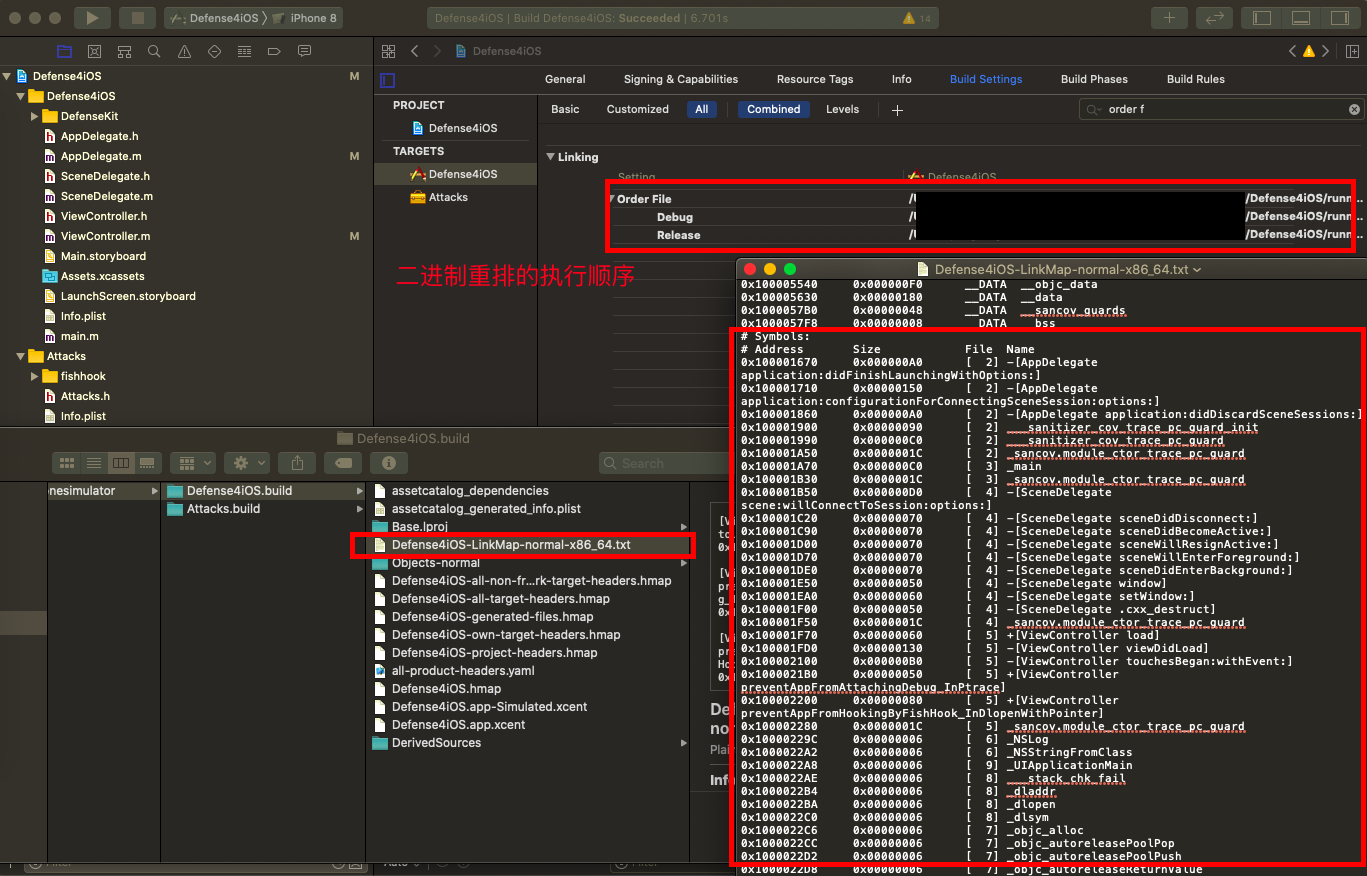 Defense4iOS
iPhone 8
Defense4iOS | Build Defense4iOS: Succeeded | 6.701s
14
Defense4iOS
Defense4iOS M
Defense4iOS
DefenseKit
AppDelegate.h
AppDelegate.m M
SceneDelegate.h
SceneDelegate.m
ViewController.h
ViewController.m M
Main.storyboard
Assets.xcassets
LaunchScreen.storyboard
Info.plist
main.m
Attacks
fishhook
Attacks.h
Info.plist
General Signing & Capabilities Resource Tags Info Build Settings Build Phases Build Rules
PROJECT
Defense4iOS
TARGETS
Defense4iOS
Attacks
Basic Customized All Combined Levels
order f
Linking
Setting Defense4iOS
Order File /Defense4iOS/runn...
Debug /Defense4iOS/runn...
Release /Defense4iOS/runn...
二进制重排的执行顺序
Defense4iOS.build
Search
nesimulator
Defense4iOS.build
Attacks.build
assetcatalog_dependencies
assetcatalog_generated_info.plist
Base.lproj
Defense4iOS-LinkMap-normal-x86_64.txt
Objects-normal
Defense4iOS-all-non-fr...rk-target-headers.hmap
Defense4iOS-all-target-headers.hmap
Defense4iOS-generated-files.hmap
Defense4iOS-own-target-headers.hmap
Defense4iOS-project-headers.hmap
all-product-headers.yaml
Defense4iOS.hmap
Defense4iOS.app-Simulated.xcent
Defense4iOS.app.xcent
DerivedSources
Defense4iOS-LinkMap-normal-x86_64.txt
0x100005540 0x000000F0 __DATA __objc_data
0x100005630 0x00000180 __DATA __data
0x1000057B0 0x00000048 __DATA __sancov_guards
0x1000057F8 0x00000008 __DATA __bss
# Symbols:
# Address Size File Name
0x100001670 0x000000A0 [ 2] -[AppDelegate
application:didFinishLaunchingWithOptions:]
0x100001710 0x00000150 [ 2] -[AppDelegate
application:configurationForConnectingSceneSession:options:]
0x100001860 0x000000A0 [ 2] -[AppDelegate application:didDiscardSceneSessions:]
0x100001900 0x00000090 [ 2] ___sanitizer_cov_trace_pc_guard_init
0x100001990 0x000000C0 [ 2] ___sanitizer_cov_trace_pc_guard
0x100001A50 0x0000001C [ 2] _sancov.module_ctor_trace_pc_guard
0x100001A70 0x000000C0 [ 3] _main
0x100001B30 0x0000001C [ 3] _sancov.module_ctor_trace_pc_guard
0x100001B50 0x000000D0 [ 4] -[SceneDelegate
scene:willConnectToSession:options:]
0x100001C20 0x00000070 [ 4] -[SceneDelegate sceneDidDisconnect:]
0x100001C90 0x00000070 [ 4] -[SceneDelegate sceneDidBecomeActive:]
0x100001D00 0x00000070 [ 4] -[SceneDelegate sceneWillResignActive:]
0x100001D70 0x00000070 [ 4] -[SceneDelegate sceneWillEnterForeground:]
0x100001DE0 0x00000070 [ 4] -[SceneDelegate sceneDidEnterBackground:]
0x100001E50 0x00000050 [ 4] -[SceneDelegate window]
0x100001EA0 0x00000060 [ 4] -[SceneDelegate setWindow:]
0x100001F00 0x00000050 [ 4] -[SceneDelegate .cxx_destruct]
0x100001F50 0x0000001C [ 4] _sancov.module_ctor_trace_pc_guard
0x100001F70 0x00000060 [ 5] +[ViewController load]
0x100001FD0 0x00000130 [ 5] -[ViewController viewDidLoad]
0x100002100 0x000000B0 [ 5] -[ViewController touchesBegan:withEvent:]
0x1000021B0 0x00000050 [ 5] +[ViewController
preventAppFromAttachingDebug_InPtrace]
0x100002200 0x00000080 [ 5] +[ViewController
preventAppFromHookingByFishHook_InDlopenWithPointer]
0x100002280 0x0000001C [ 5] _sancov.module_ctor_trace_pc_guard
0x10000229C 0x00000006 [ 6] _NSLog
0x1000022A2 0x00000006 [ 6] _NSStringFromClass
0x1000022A8 0x00000006 [ 9] _UIApplicationMain
0x1000022AE 0x00000006 [ 8] ___stack_chk_fail
0x1000022B4 0x00000006 [ 8] _dladdr
0x1000022BA 0x00000006 [ 8] _dlopen
0x1000022C0 0x00000006 [ 8] _dlsym
0x1000022C6 0x00000006 [ 7] _objc_alloc
0x1000022CC 0x00000006 [ 7] _objc_autoreleasePoolPop
0x1000022D2 0x00000006 [ 7] _objc_autoreleasePoolPush
0x1000022D8 0x00000006 [ 7] _objc_autoreleaseReturnValue